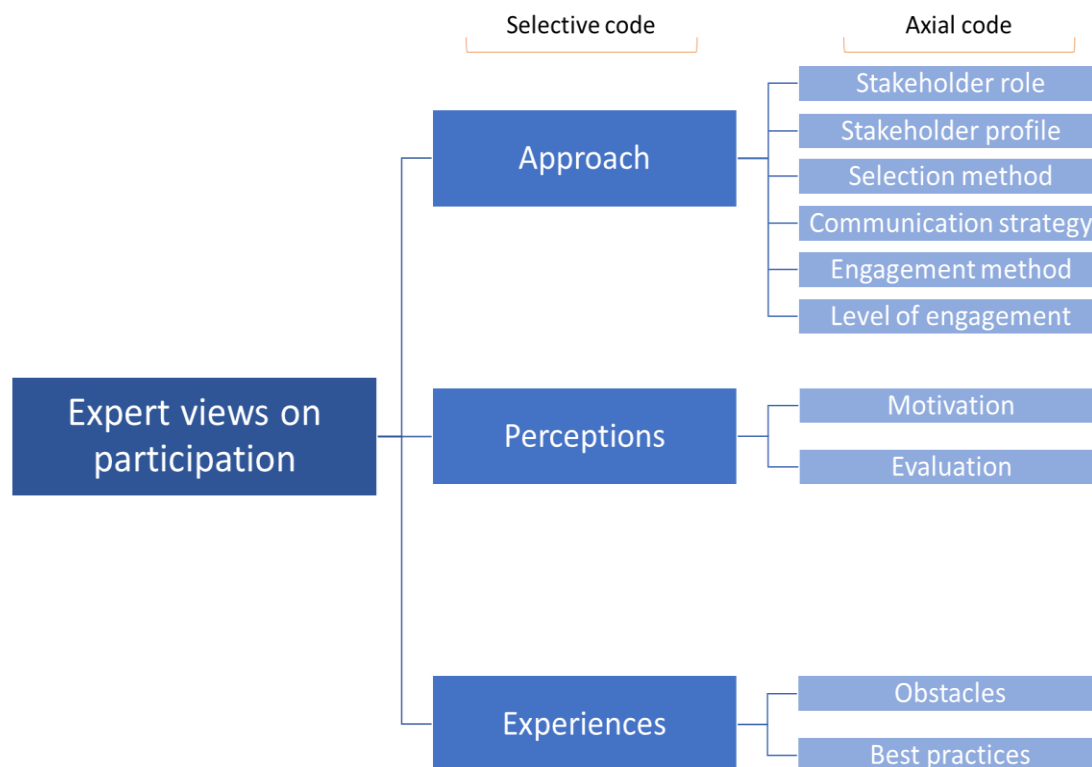 Selective code
Axial code
Expert views on
participation
Approach
Stakeholder role
Stakeholder profile
Selection method
Communication strategy
Engagement method
Level of engagement
Perceptions
Motivation
Evaluation
Experiences
Obstacles
Best practices